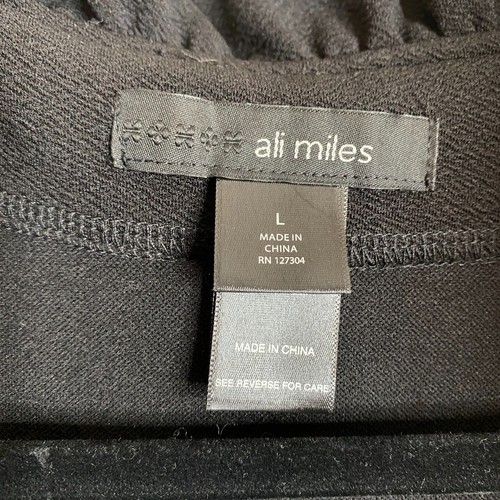 ali miles
L
MADE IN
CHINA
RN 127304
MADE IN CHINA
SEE REVERSE FOR CARE